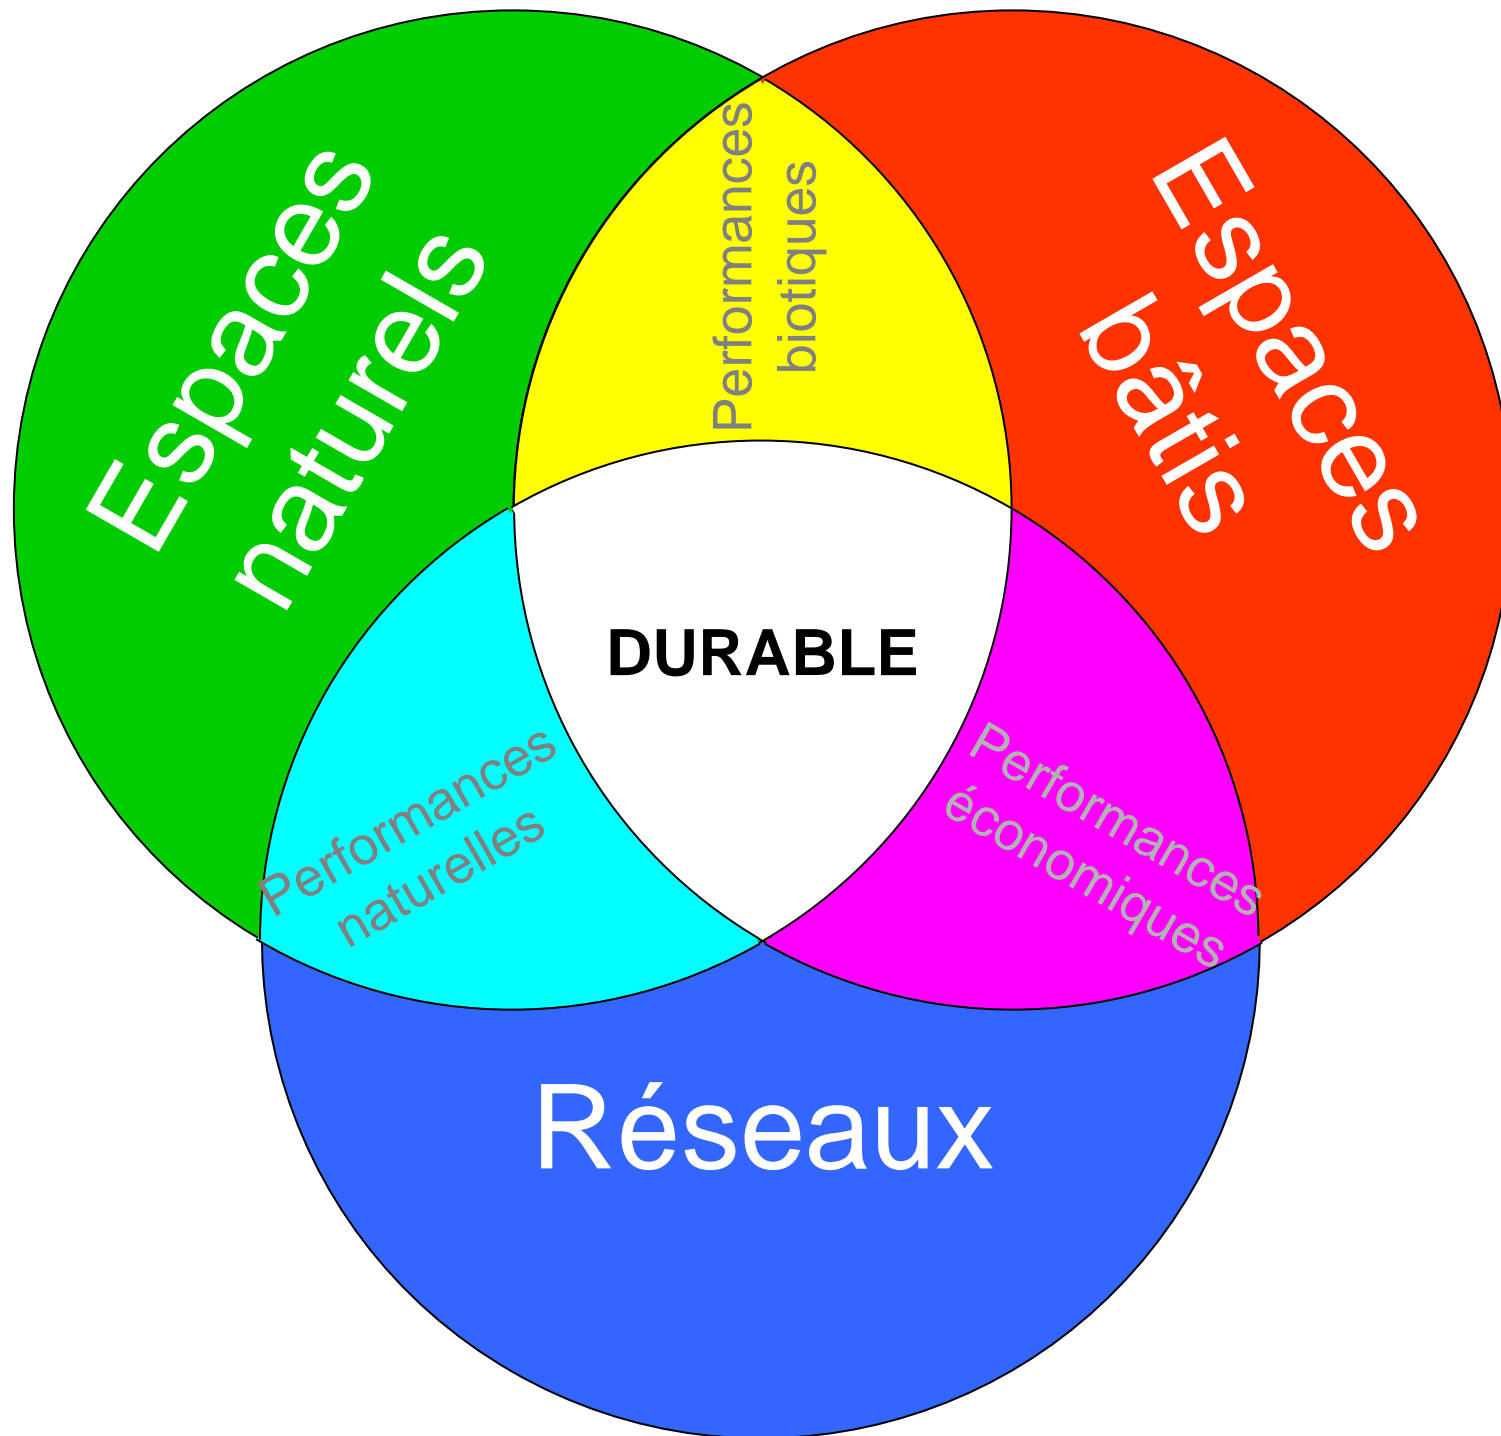 Espaces
naturels
Performances
biotiques
Espaces
bâtis
DURABLE
Performances
naturelles
Performances
économiques
Réseaux